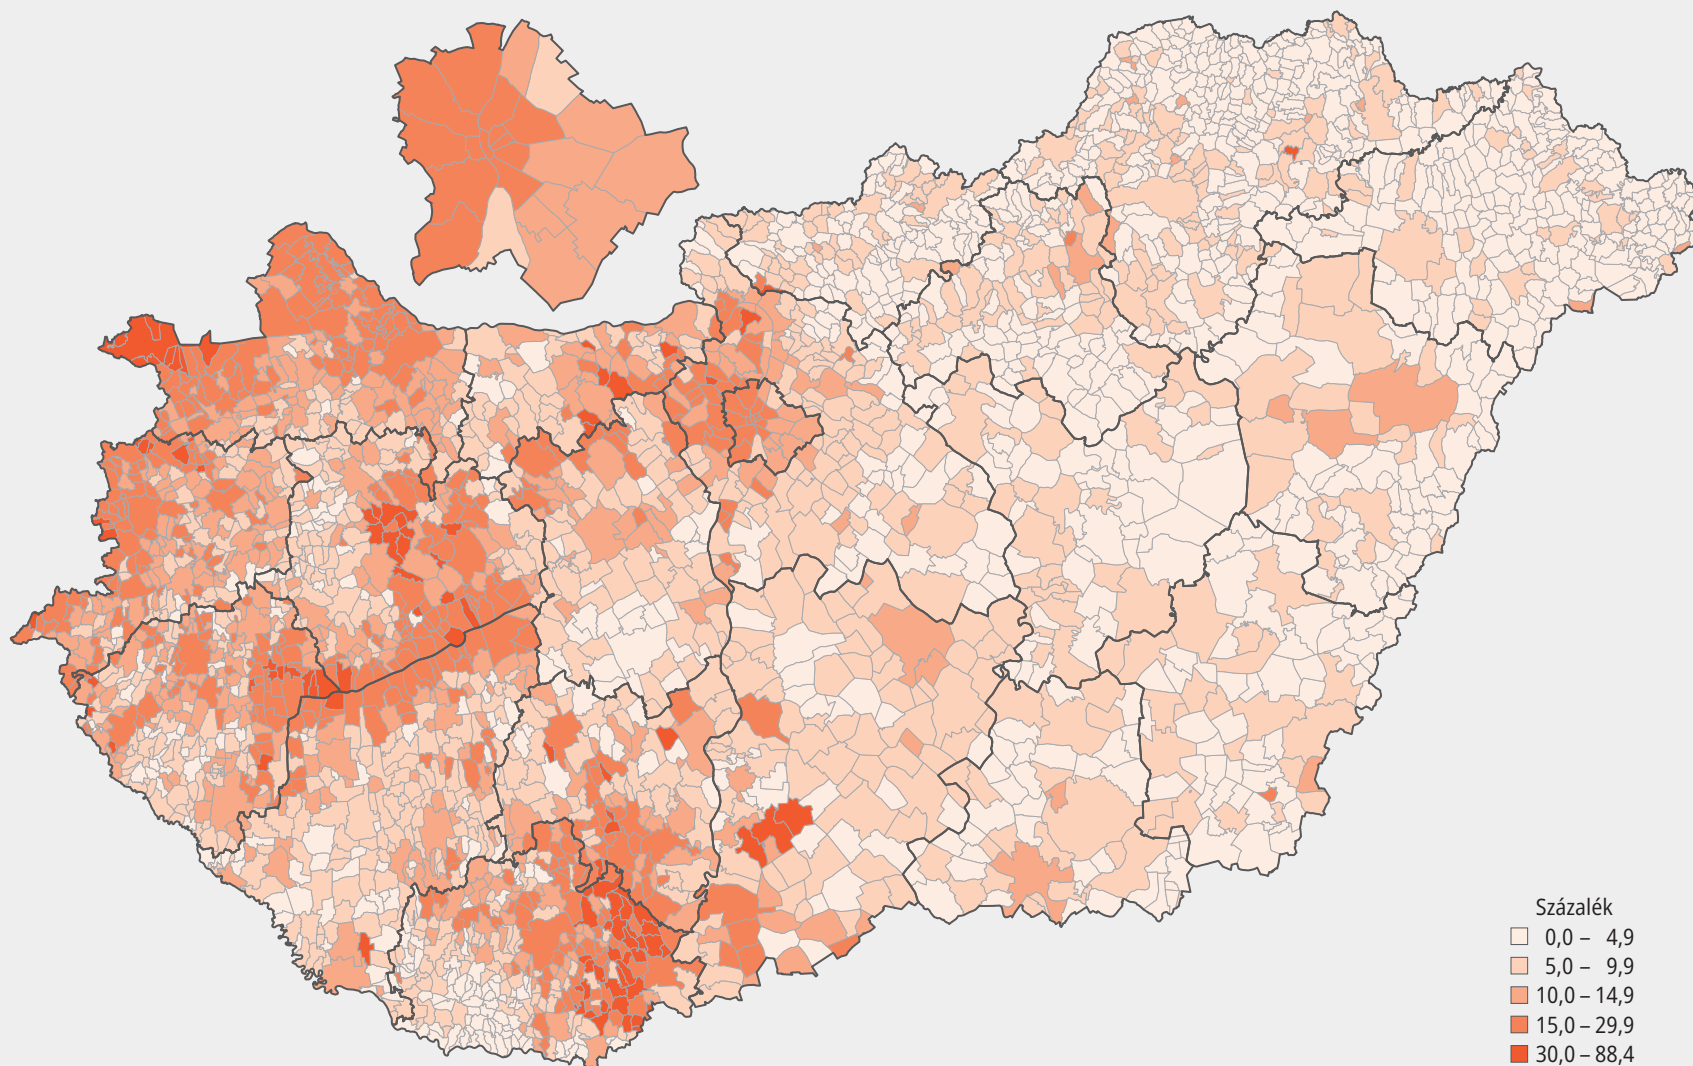 Százalék
0,0 – 4,9
5,0 – 9,9
10,0 – 14,9
15,0 – 29,9
30,0 – 88,4